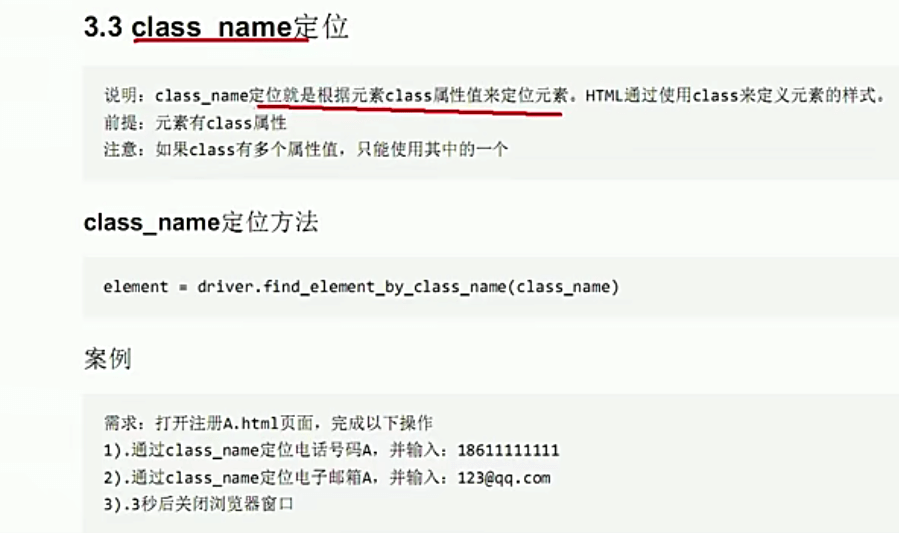 3.3 class_name定位
说明：class_name定位就是根据元素class属性值来定位元素。HTML通过使用class来定义元素的样式。
前提：元素有class属性
注意：如果class有多个属性值，只能使用其中的一个
class_name定位方法
element = driver.find_element_by_class_name(class_name)
案例
需求：打开注册A.html页面，完成以下操作
1).通过class_name定位电话号码A，并输入：18611111111
2).通过class_name定位电子邮箱A，并输入：123@qq.com
3).3秒后关闭浏览器窗口